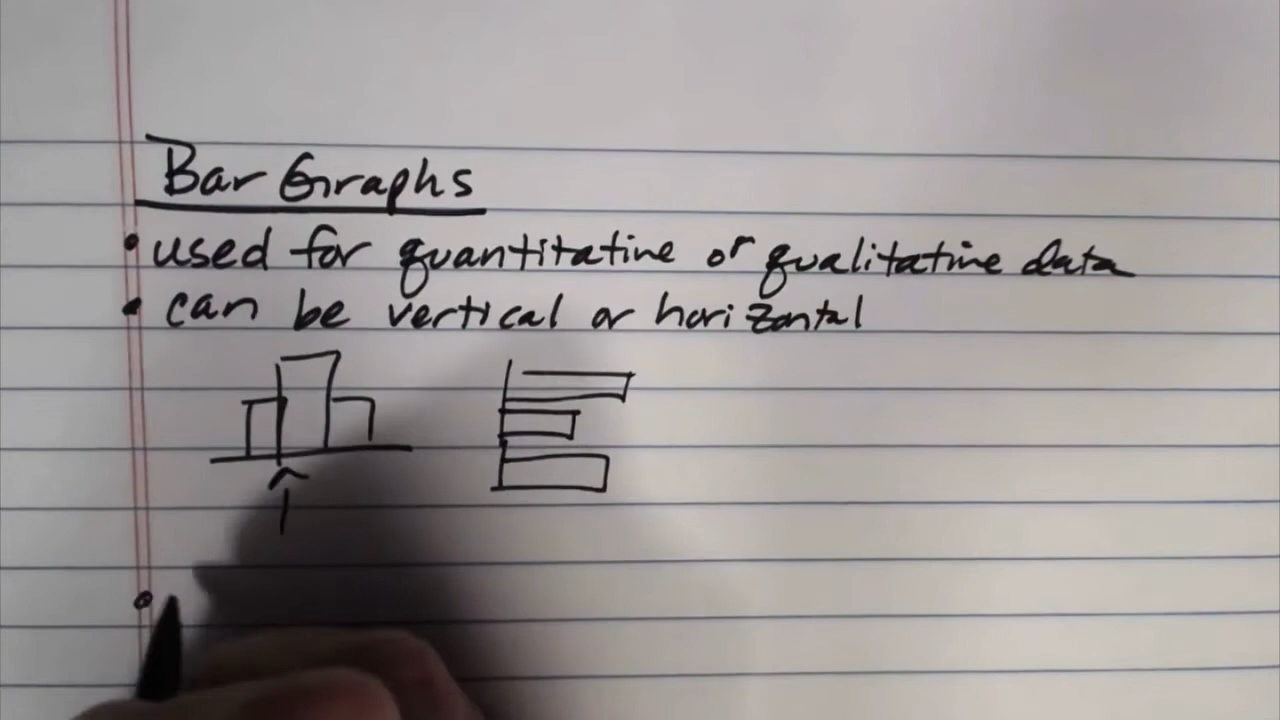 Bar Graphs
• used for quantitative or qualitative data
• can be vertical or horizontal